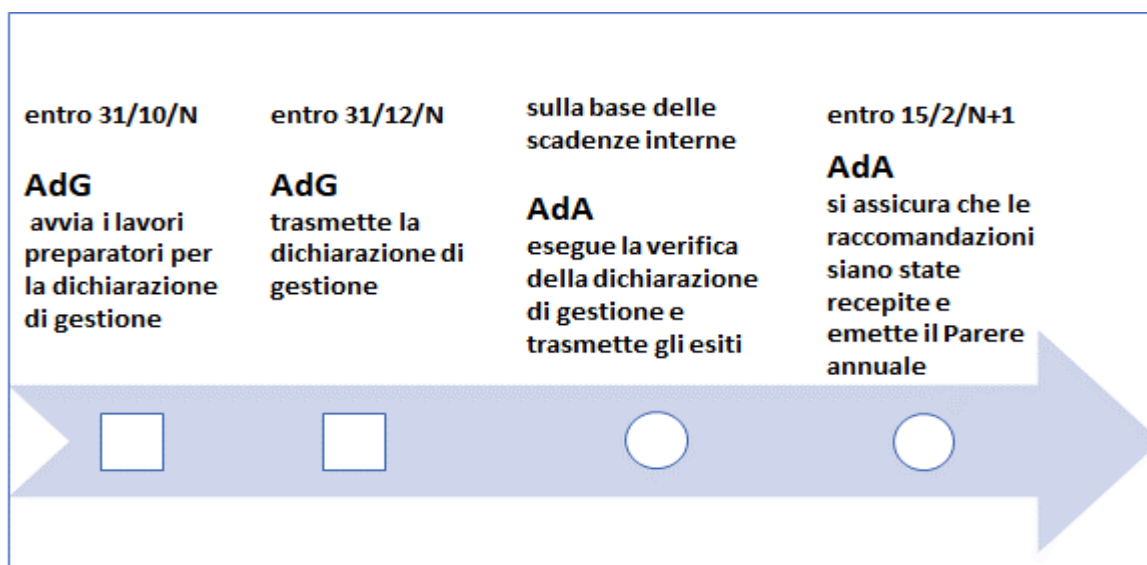 entro 31/10/N
AdG
avvia i lavori
preparatori per
la dichiarazione
di gestione
entro 31/12/N
AdG
trasmette la
dichiarazione di
gestione
sulla base delle
scadenze interne
AdA
esegue la verifica
della dichiarazione
di gestione e
trasmette gli esiti
entro 15/2/N+1
AdA
si assicura che le
raccomandazioni
siano state
recepite e
emette il Parere
annuale